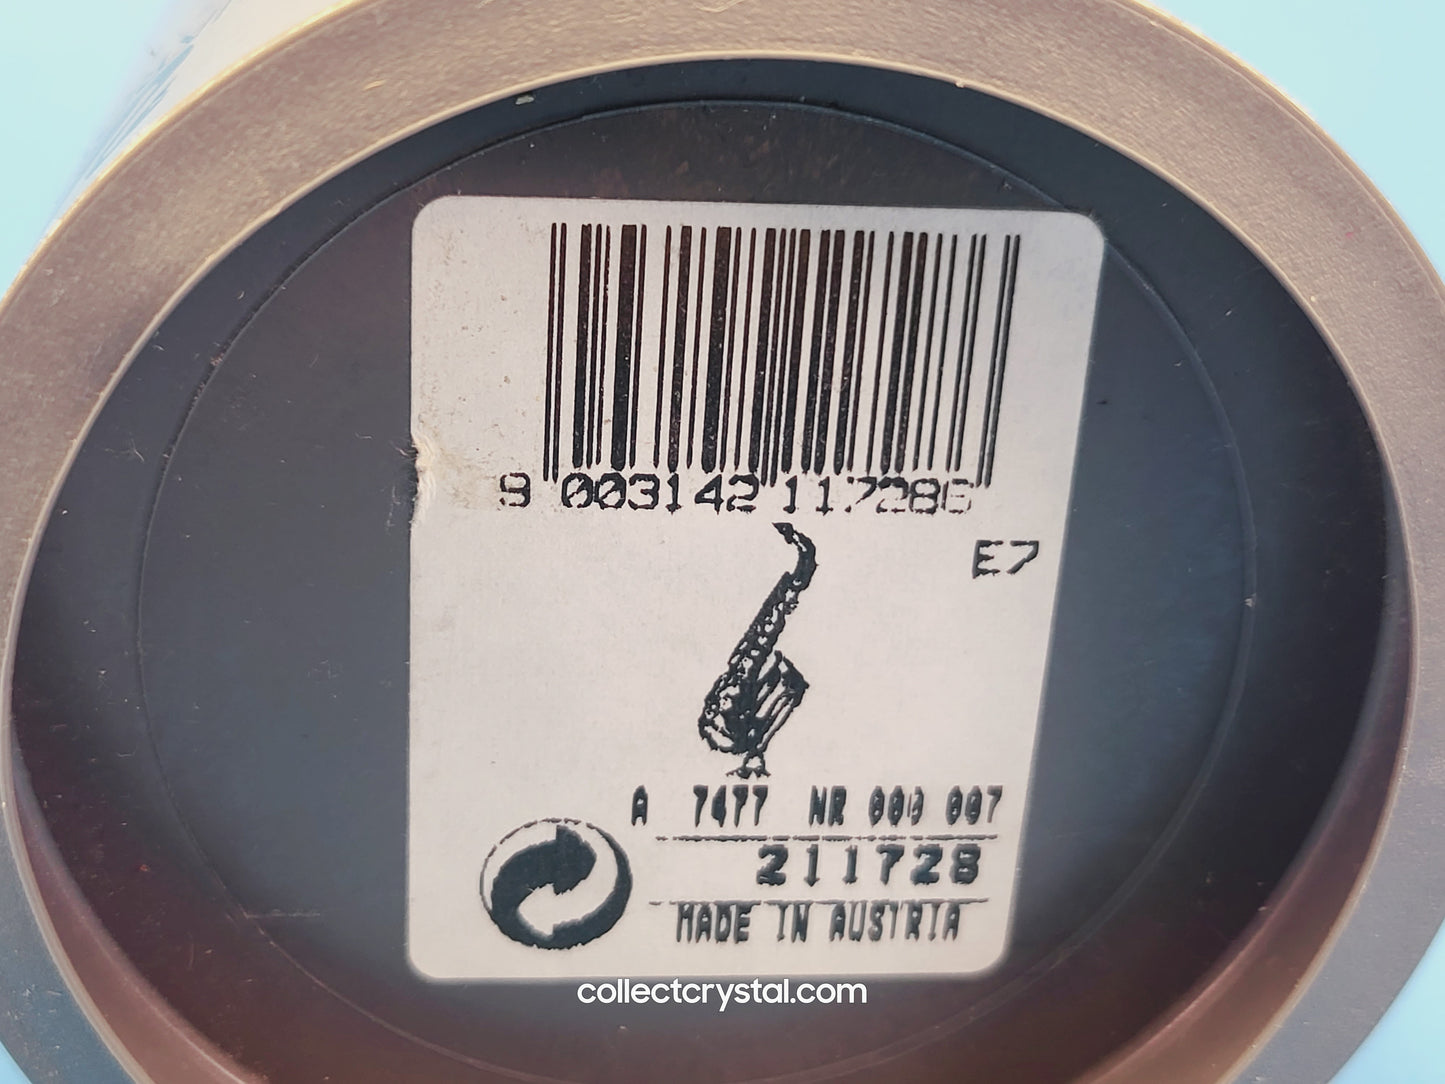 9 003142 117286
E7
A 7477 NR 000 007
211728
MADE IN AUSTRIA
collectcrystal.com